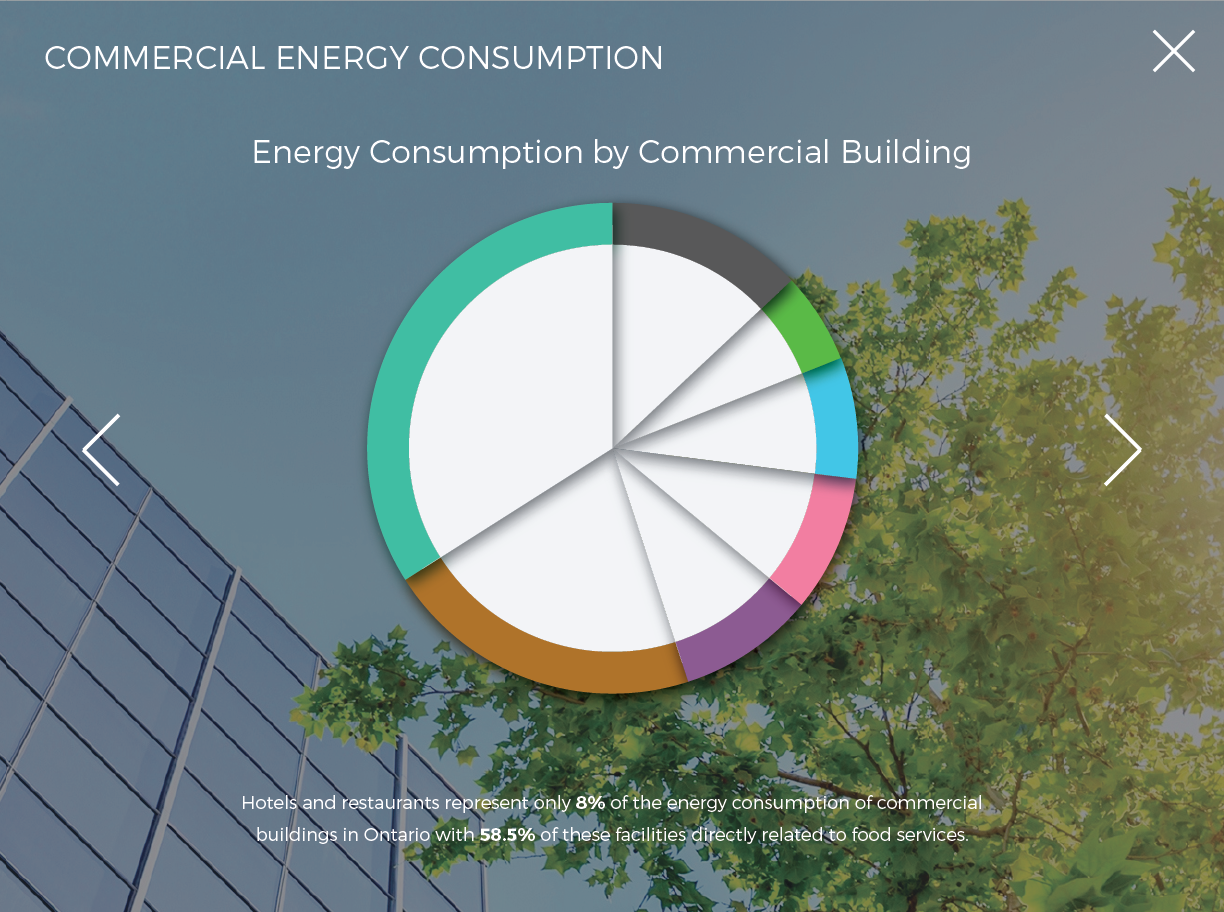 COMMERCIAL ENERGY CONSUMPTION
Energy Consumption by Commercial Building
Hotels and restaurants represent only 8% of the energy consumption of commercial
buildings in Ontario with 58.5% of these facilities directly related to food services.